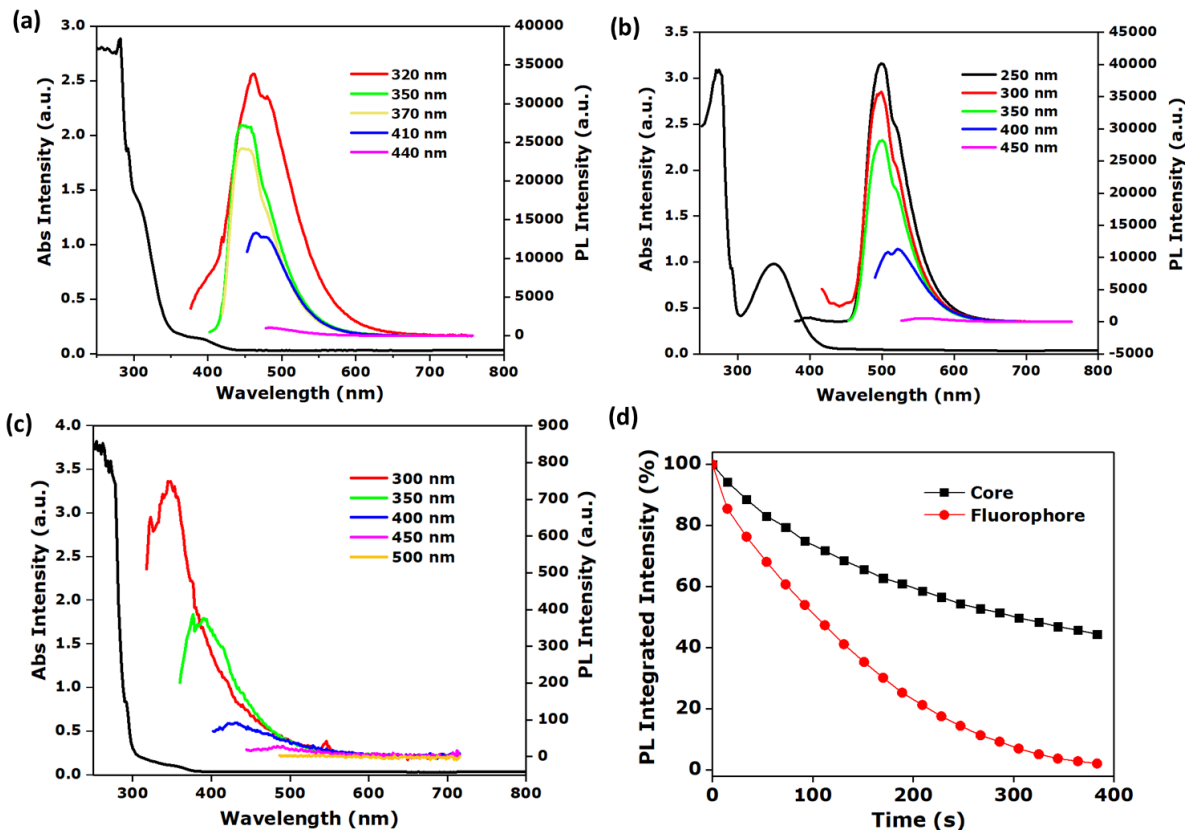 (a)
3.0
2.5
2.0
1.5
1.0
0.5
0.0
Abs Intensity (a.u.)
40000
35000
30000
25000
20000
15000
10000
5000
0
PL Intensity (a.u.)
320 nm
350 nm
370 nm
410 nm
440 nm
300 400 500 600 700 800
Wavelength (nm)
(b)
3.5
3.0
2.5
2.0
1.5
1.0
0.5
0.0
Abs Intensity (a.u.)
45000
40000
35000
30000
25000
20000
15000
10000
5000
0
-5000
PL Intensity (a.u.)
250 nm
300 nm
350 nm
400 nm
450 nm
300 400 500 600 700 800
Wavelength (nm)
(c)
4.0
3.5
3.0
2.5
2.0
1.5
1.0
0.5
0.0
Abs Intensity (a.u.)
900
800
700
600
500
400
300
200
100
0
PL Intensity (a.u.)
300 nm
350 nm
400 nm
450 nm
500 nm
300 400 500 600 700 800
Wavelength (nm)
(d)
100
80
60
40
20
0
PL Integrated Intensity (%)
Core
Fluorophore
0 100 200 300 400
Time (s)